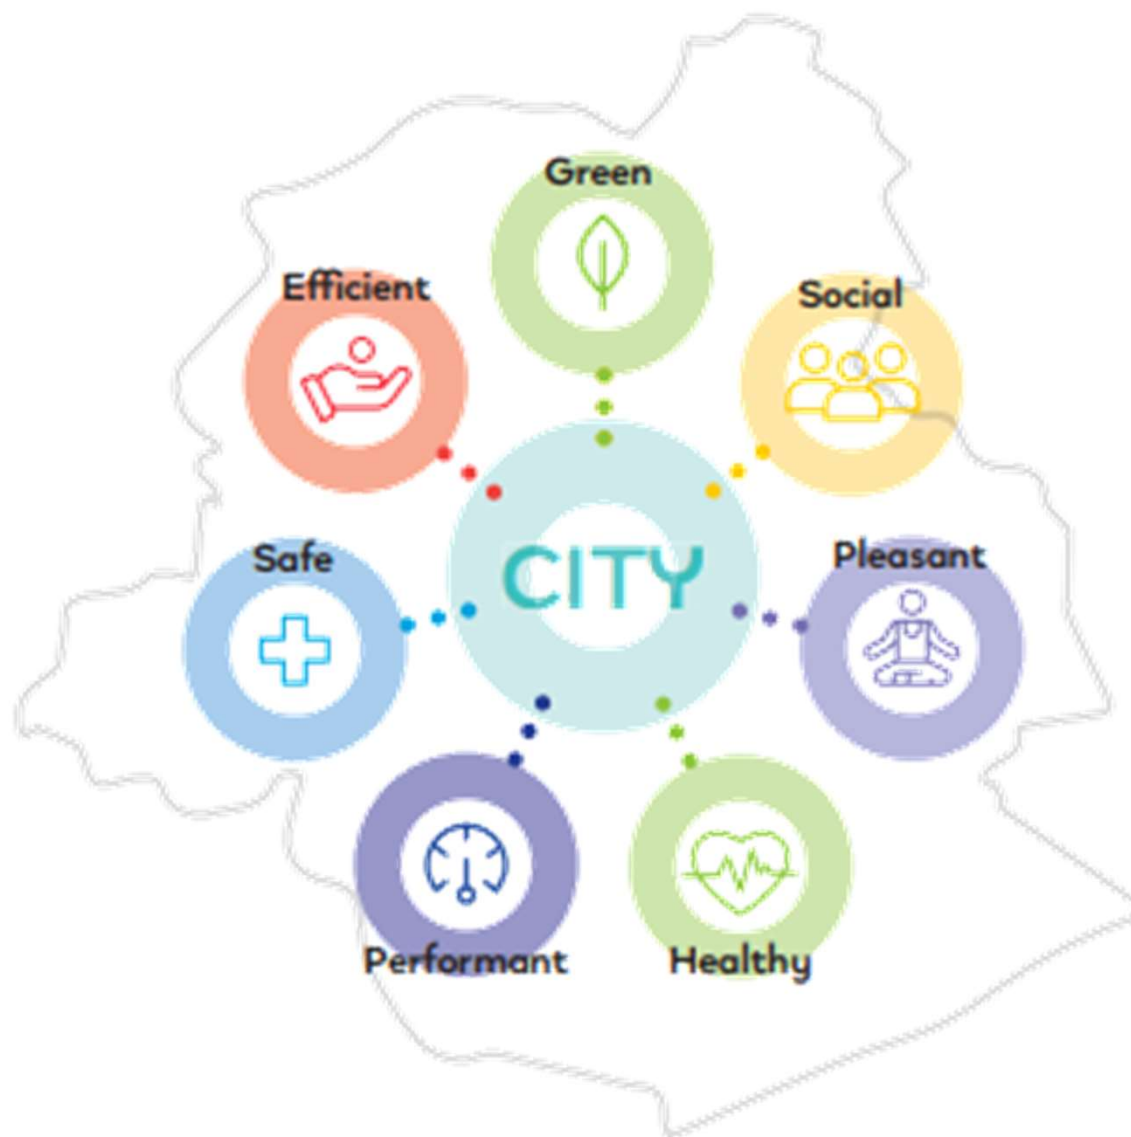 Green
Efficient
Social
CITY
Safe
Pleasant
Performant
Healthy